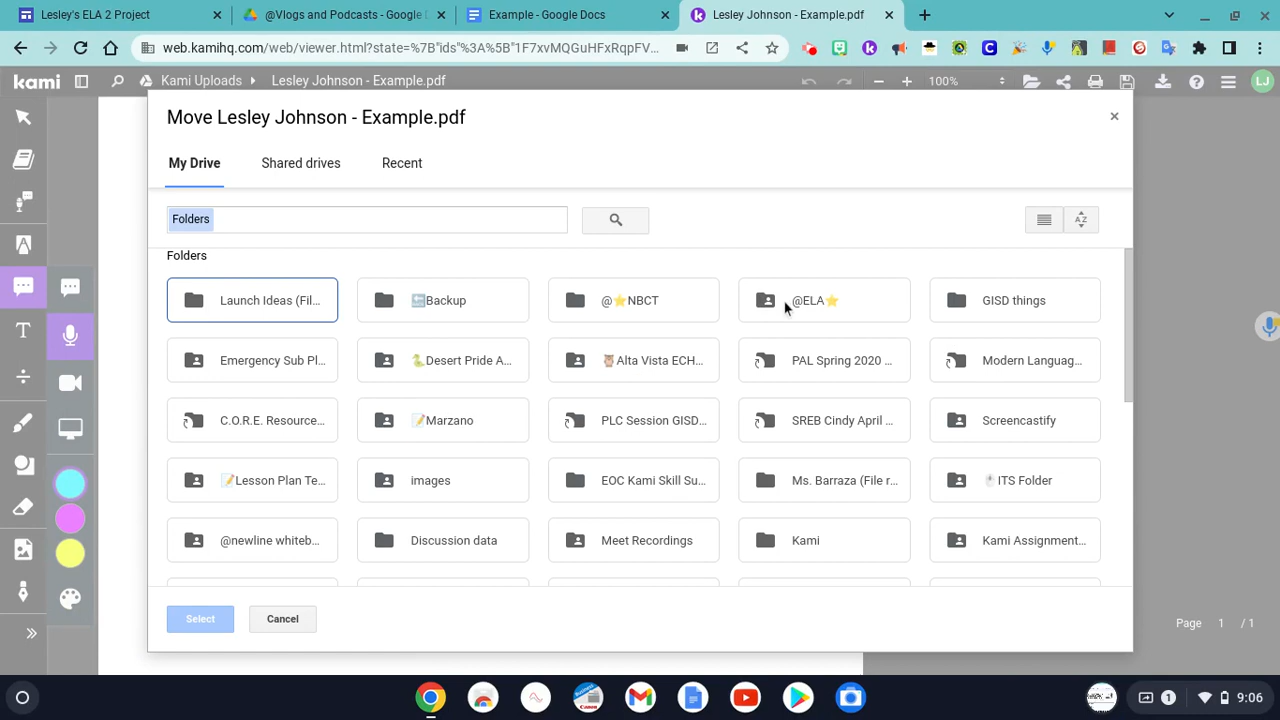 Lesley's ELA 2 Project
@Vlogs and Podcasts - Google D
Example - Google Docs
Lesley Johnson - Example.pdf
web.kamihq.com/web/viewer.html?state=%7B"ids"%3A%5B"1F7xvMQGuHFxRqpFV...
kami
Kami Uploads
Lesley Johnson - Example.pdf
100%
LJ
Move Lesley Johnson - Example.pdf
×
My Drive
Shared drives
Recent
Folders
A Z
Folders
Launch Ideas (Fil...
🔙Backup
@⭐NBCT
@ELA⭐
GISD things
Emergency Sub Pl...
🐍Desert Pride A...
🦉Alta Vista ECH...
PAL Spring 2020 ...
Modern Languag...
C.O.R.E. Resource...
📝Marzano
PLC Session GISD...
SREB Cindy April ...
Screencastify
📝Lesson Plan Te...
images
EOC Kami Skill Su...
Ms. Barraza (File r...
🖱️ITS Folder
@newline whiteb...
Discussion data
Meet Recordings
Kami
Kami Assignment...
Select
Cancel
Page 1 / 1
1
9:06